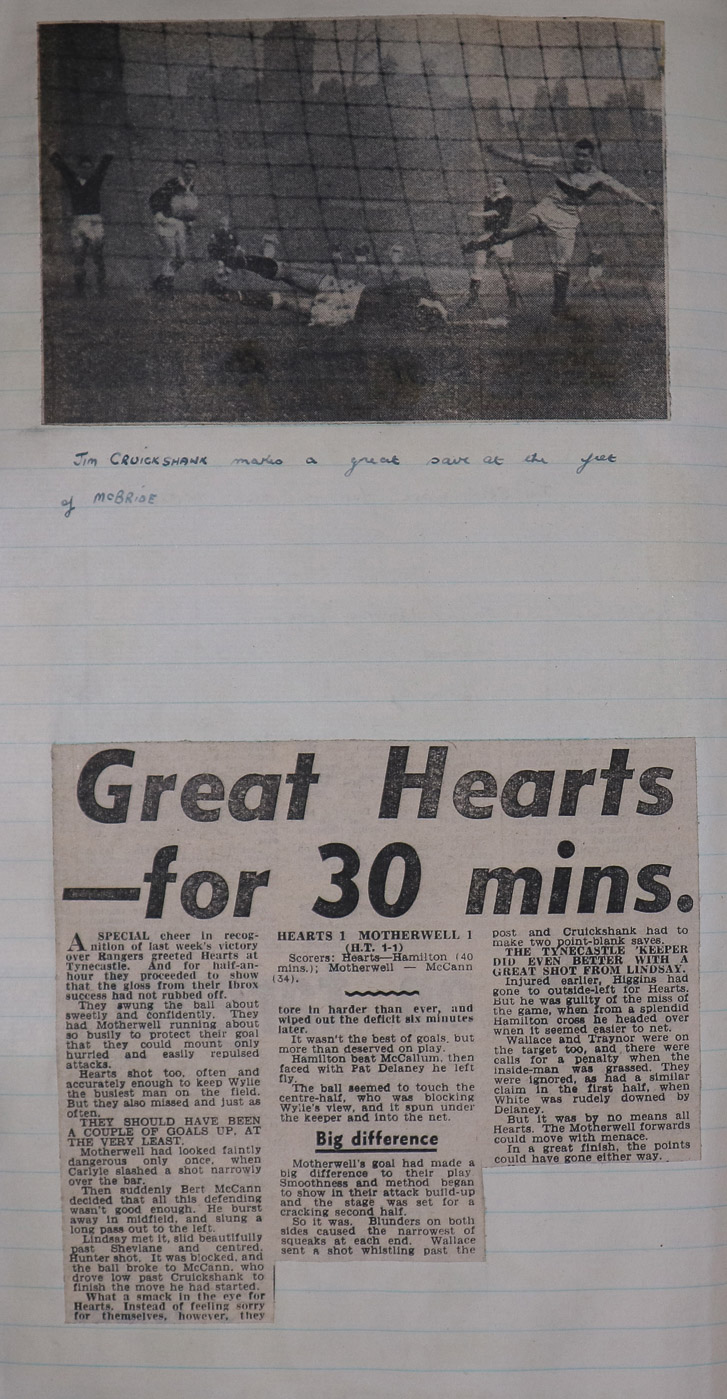 Jim CRUICKSHANK makes a great save at the feet
of McBRIDE
Great Hearts
—for 30 mins.
A SPECIAL cheer in recog-
nition of last week's victory
over Rangers greeted Hearts at
Tynecastle. And for half-an-
hour they proceeded to show
that the gloss from their Ibrox
success had not rubbed off.
They swung the ball about
sweetly and confidently. They
had Motherwell running about
so busily to protect their goal
that they could mount only
hurried and easily repulsed
attacks.
Hearts shot too, often and
accurately enough to keep Wylie
the busiest man on the field.
But they also missed and just as
often.
THEY SHOULD HAVE BEEN
A COUPLE OF GOALS UP, AT
THE VERY LEAST.
Motherwell had looked faintly
dangerous only once, when
Carlyle slashed a shot narrowly
over the bar.
Then suddenly Bert McCann
decided that all this defending
wasn't good enough. He burst
away in midfield, and slung a
long pass out to the left.
Lindsay met it, slid beautifully
past Shevlane and centred.
Hunter shot. It was blocked, and
the ball broke to McCann, who
drove low past Cruickshank to
finish the move he had started.
What a smack in the eye for
Hearts. Instead of feeling sorry
for themselves, however, they
HEARTS 1 MOTHERWELL 1
(H.T. 1-1)
Scorers: Hearts—Hamilton (40
mins.); Motherwell — McCann
(34).
tore in harder than ever, and
wiped out the deficit six minutes
later.
It wasn't the best of goals, but
more than deserved on play.
Hamilton beat McCallum, then
faced with Pat Delaney he left
fly.
The ball seemed to touch the
centre-half, who was blocking
Wylie's view, and it spun under
the keeper and into the net.
Big difference
Motherwell's goal had made a
big difference to their play
Smoothness and method began
to show in their attack build-up
and the stage was set for a
cracking second half.
So it was. Blunders on both
sides caused the narrowest of
squeaks at each end. Wallace
sent a shot whistling past the
post and Cruickshank had to
make two point-blank saves.
THE TYNECASTLE 'KEEPER
DID EVEN BETTER WITH A
GREAT SHOT FROM LINDSAY.
Injured earlier, Higgins had
gone to outside-left for Hearts.
But he was guilty of the miss of
the game, when from a splendid
Hamilton cross he headed over
when it seemed easier to net.
Wallace and Traynor were on
the target too, and there were
calls for a penalty when the
inside-man was grassed. They
were ignored, as had a similar
claim in the first half, when
White was rudely downed by
Delaney.
But it was by no means all
Hearts. The Motherwell forwards
could move with menace.
In a great finish, the points
could have gone either way.